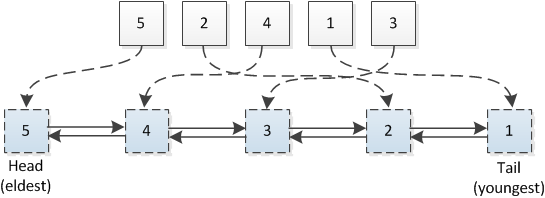 5 2 4 1 3
5 4 3 2 1
Head Tail
(eldest) (youngest)